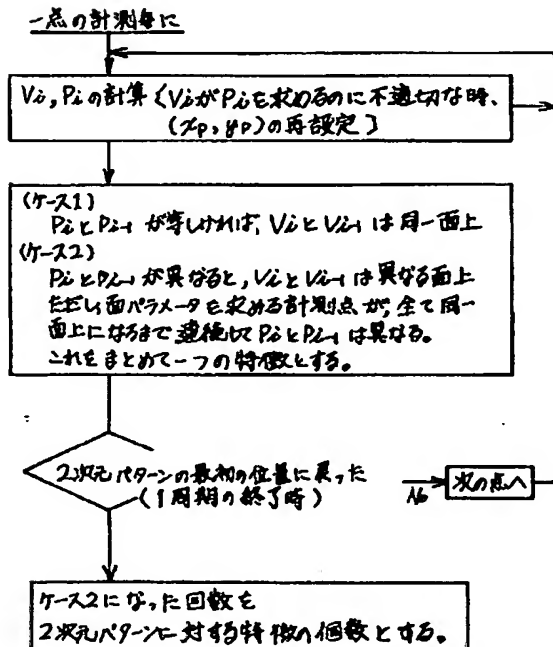 一点の計測毎に
Vi, Piの計算〔ViがPiを求めるのに不適切な時、
(xp, yp)の再設定〕
(ケース1)
PiとPi-1が等しければ, ViとVi-1は同一面上
(ケース2)
PiとPi-1が異なると, ViとVi-1は異なる面上
ただし, 面パラメータを求める計測点が, 全て同一
面上になるまで連続してPiとPi-1は異なる。
これをまとめて一つの特徴とする。
2次元パターンの最初の位置に戻った
(1周期の終了時)
No
次の点へ
ケース2になった回数を
2次元パターンに対する特徴の個数とする。